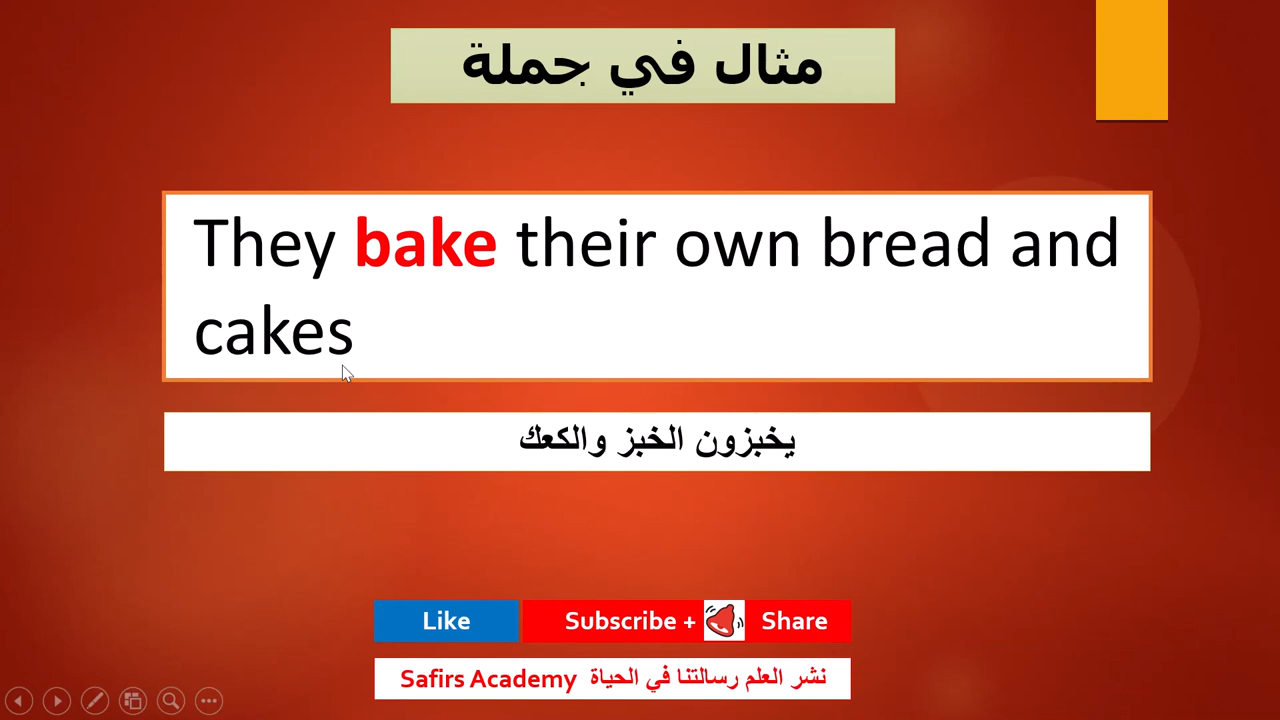 مثال في جملة
They bake their own bread and
cakes
يخبزون الخبز والكعك
Like
Subscribe +
Share
Safirs Academy نشر العلم رسالتنا في الحياة